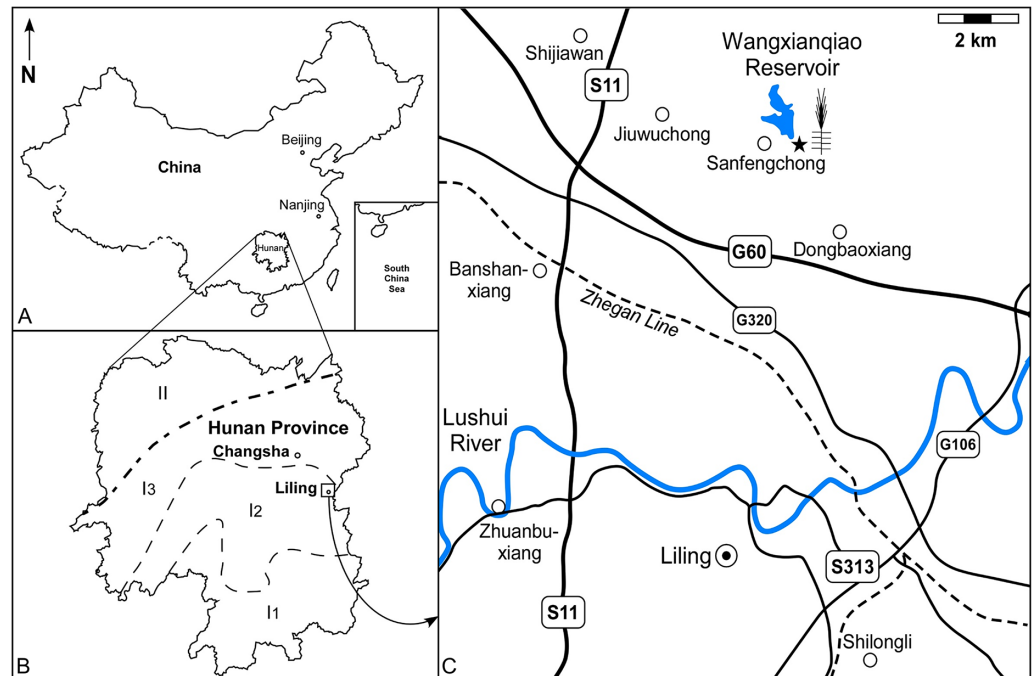 N
China
Beijing
Nanjing
Hunan
South
China
Sea
A
II
Hunan Province
Changsha
Liling
I3
I2
I1
B
2 km
Shijiawan
S11
Wangxianqiao
Reservoir
Jiuwuchong
Sanfengchong
G60
Dongbaoxiang
Banshan-
xiang
Zhegan Line
G320
Lushui
River
G106
Zhuanbu-
xiang
Liling
S313
S11
Shilongli
C